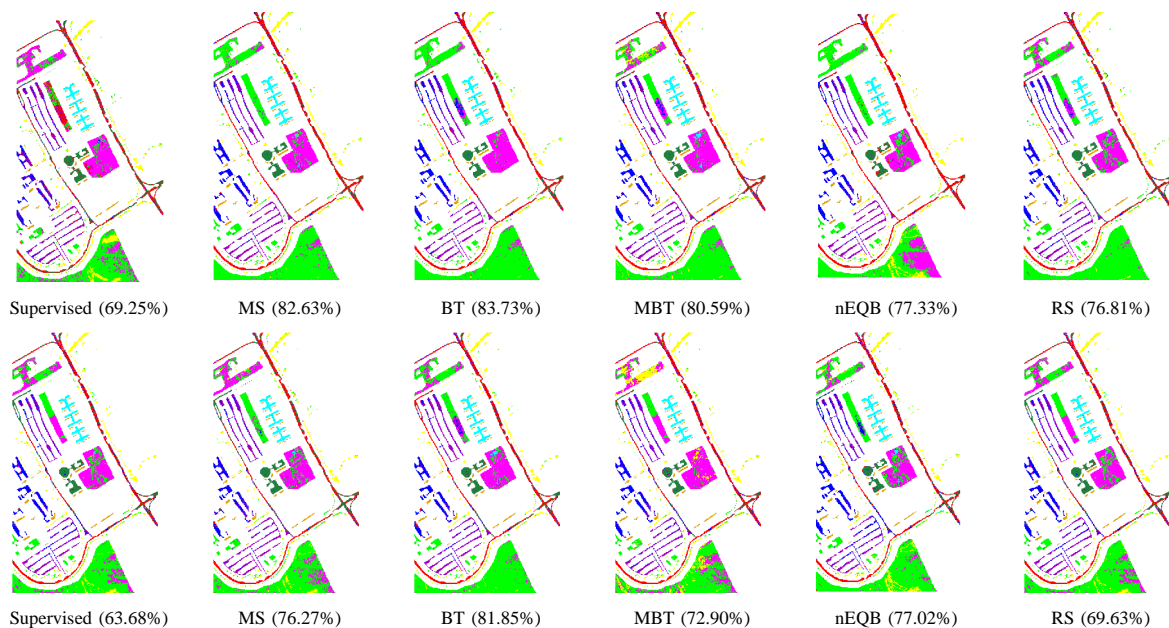 Supervised (69.25%) MS (82.63%) BT (83.73%) MBT (80.59%) nEQB (77.33%) RS (76.81%)
Supervised (63.68%) MS (76.27%) BT (81.85%) MBT (72.90%) nEQB (77.02%) RS (69.63%)